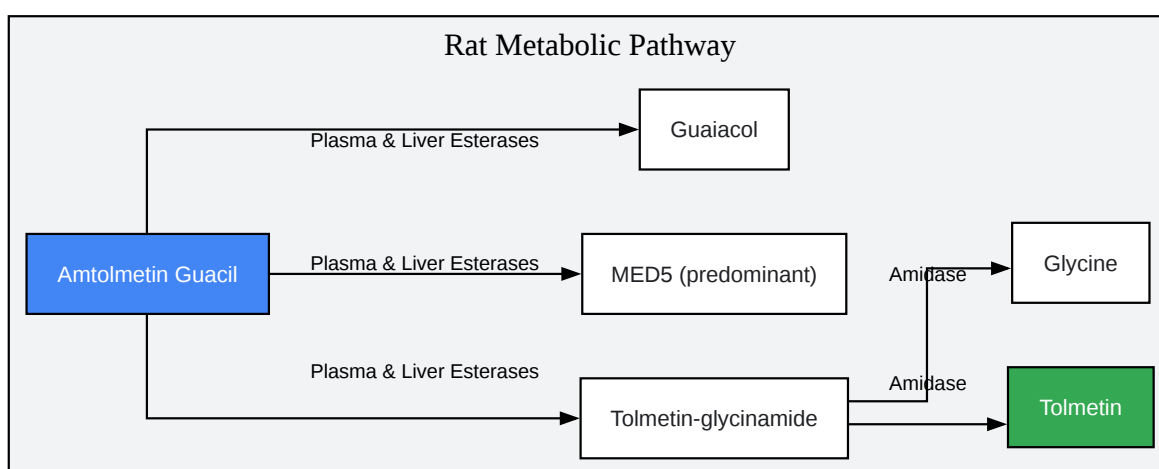 Rat Metabolic Pathway
Guaiacol
Plasma & Liver Esterases
Amtolmetin Guacil
Plasma & Liver Esterases
MED5 (predominant)
Amidase
Glycine
Plasma & Liver Esterases
Tolmetin-glycinamide
Amidase
Tolmetin